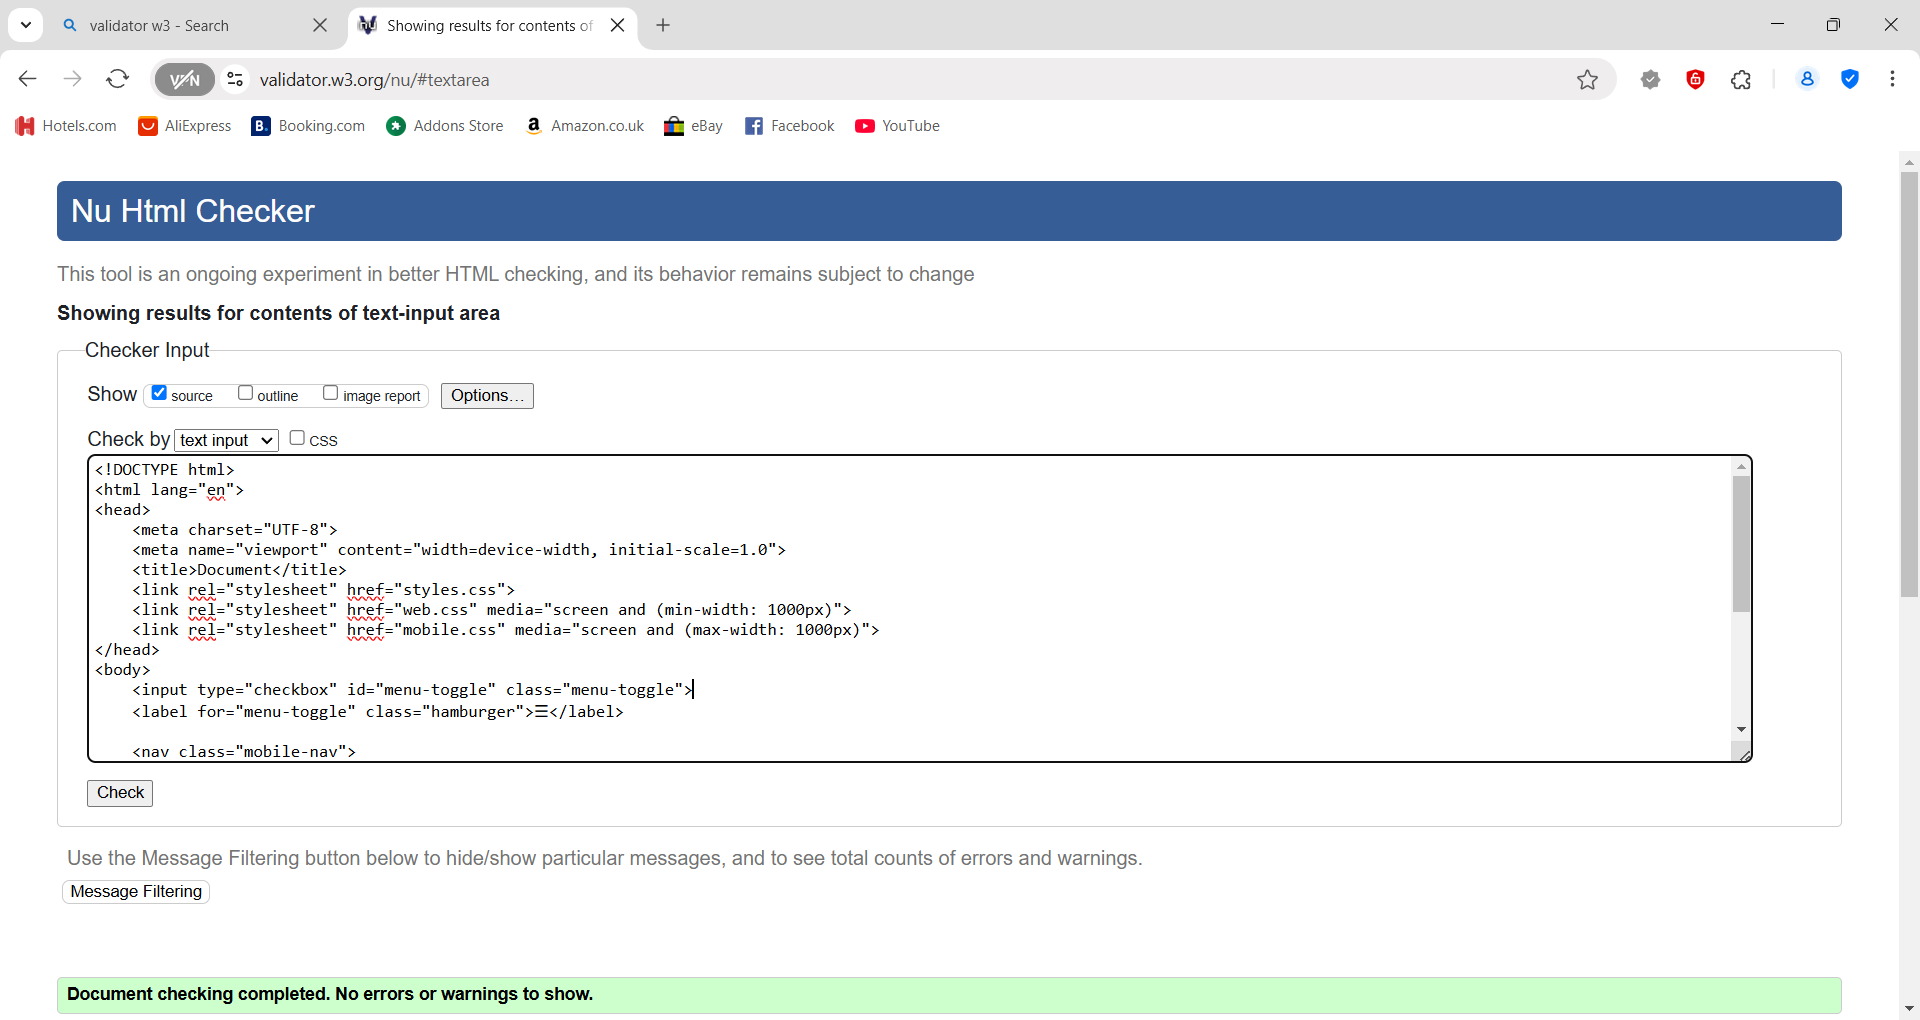 validator w3 - Search
Showing results for contents of
VPN
validator.w3.org/nu/#textarea
Hotels.com
AliExpress
B. Booking.com
Addons Store
a Amazon.co.uk
eBay
Facebook
YouTube
Nu Html Checker
This tool is an ongoing experiment in better HTML checking, and its behavior remains subject to change
Showing results for contents of text-input area
Checker Input
Show source outline image report Options...
Check by text input CSS
<!DOCTYPE html>
<html lang="en">
<head>
    <meta charset="UTF-8">
    <meta name="viewport" content="width=device-width, initial-scale=1.0">
    <title>Document</title>
    <link rel="stylesheet" href="styles.css">
    <link rel="stylesheet" href="web.css" media="screen and (min-width: 1000px)">
    <link rel="stylesheet" href="mobile.css" media="screen and (max-width: 1000px)">
</head>
<body>
    <input type="checkbox" id="menu-toggle" class="menu-toggle">
    <label for="menu-toggle" class="hamburger">☰</label>
    <nav class="mobile-nav">
Check
Use the Message Filtering button below to hide/show particular messages, and to see total counts of errors and warnings.
Message Filtering
Document checking completed. No errors or warnings to show.